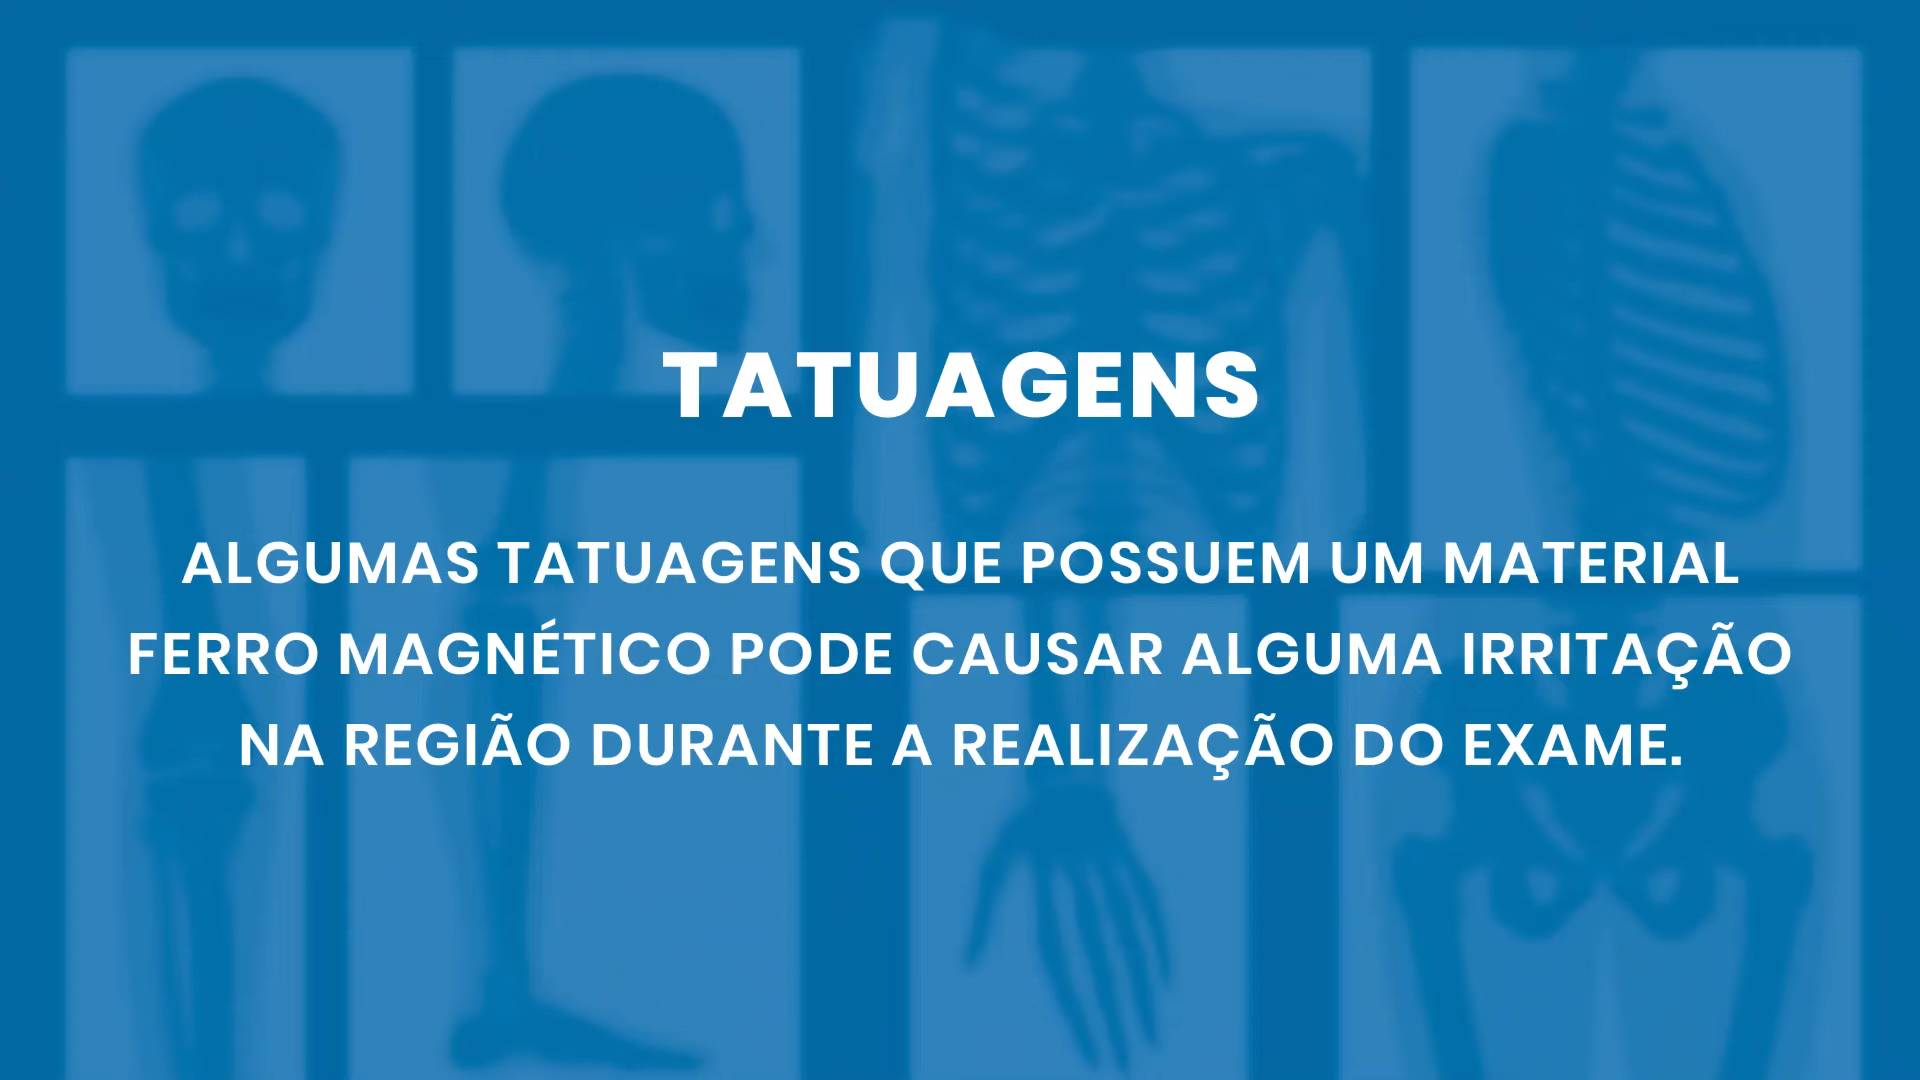 TATUAGENS
ALGUMAS TATUAGENS QUE POSSUEM UM MATERIAL
FERRO MAGNÉTICO PODE CAUSAR ALGUMA IRRITAÇÃO
NA REGIÃO DURANTE A REALIZAÇÃO DO EXAME.